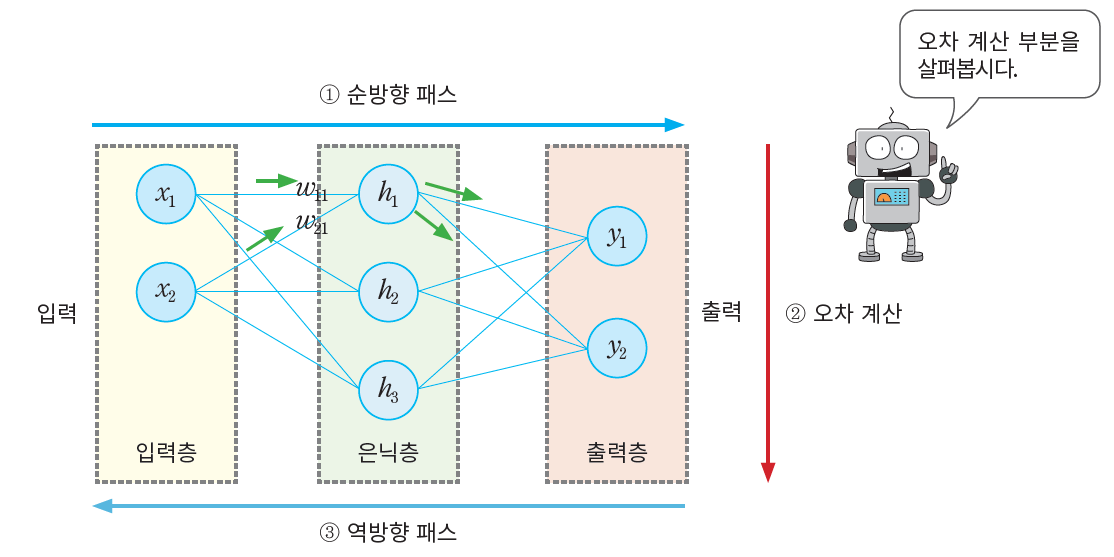 오차 계산 부분을
살펴봅시다.
① 순방향 패스
x₁
w₁₁
h₁
w₂₁
y₁
x₂
h₂
입력
출력
② 오차 계산
y₂
h₃
입력층
은닉층
출력층
③ 역방향 패스